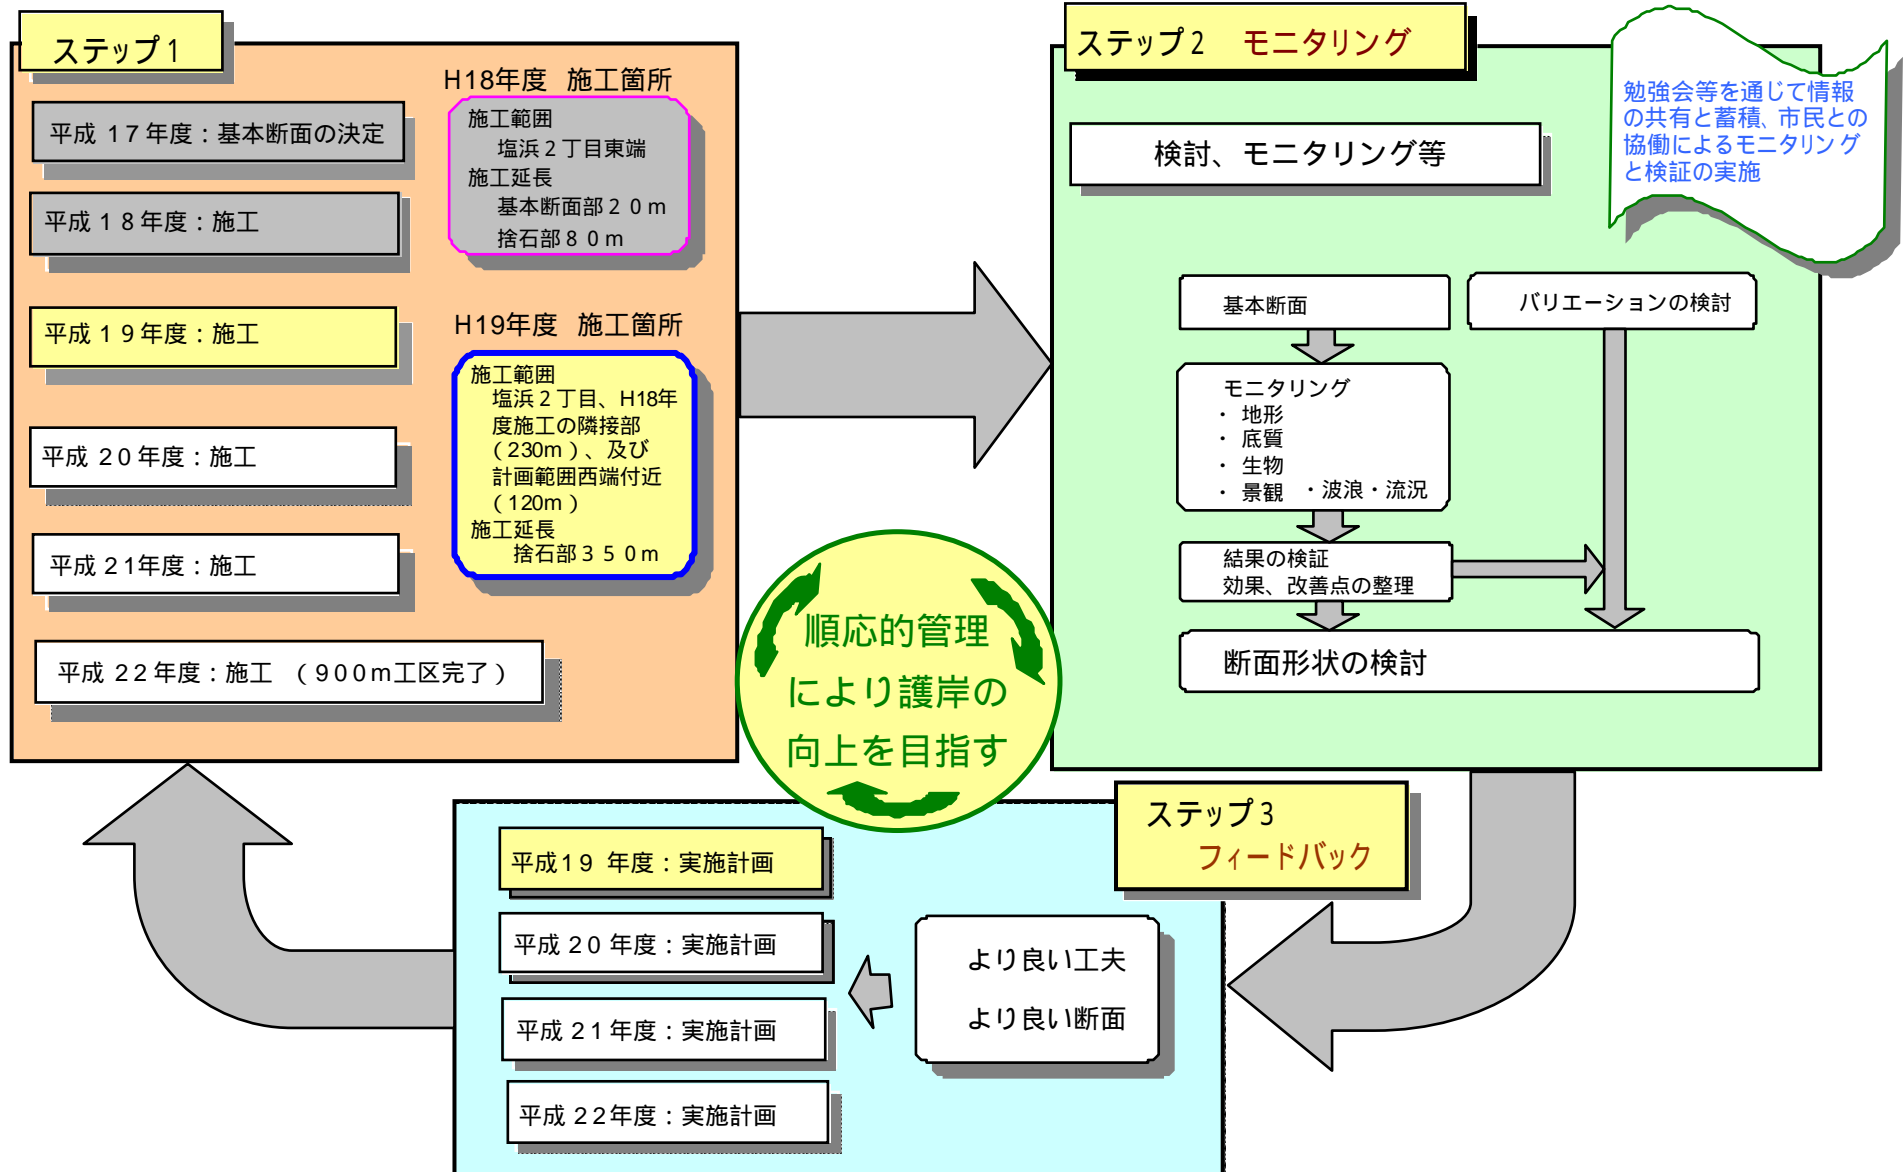 ステップ1
平成 17年度：基本断面の決定
平成 18年度：施工
平成 19年度：施工
平成 20年度：施工
平成 21年度：施工
平成 22年度：施工 （900m工区完了）
H18年度 施工箇所
施工範囲
塩浜2丁目東端
施工延長
基本断面部20m
捨石部80m
H19年度 施工箇所
施工範囲
塩浜2丁目、H18年
度施工の隣接部
（230m）、及び
計画範囲西端付近
（120m）
施工延長
捨石部350m
ステップ2 モニタリング
勉強会等を通じて情報
の共有と蓄積、市民との
協働によるモニタリング
と検証の実施
検討、モニタリング等
基本断面
バリエーションの検討
モニタリング
・ 地形
・ 底質
・ 生物
・ 景観 ・波浪・流況
結果の検証
効果、改善点の整理
断面形状の検討
順応的管理
により護岸の
向上を目指す
ステップ3
フィードバック
平成19 年度：実施計画
平成 20 年度：実施計画
平成 21 年度：実施計画
平成 22年度：実施計画
より良い工夫
より良い断面